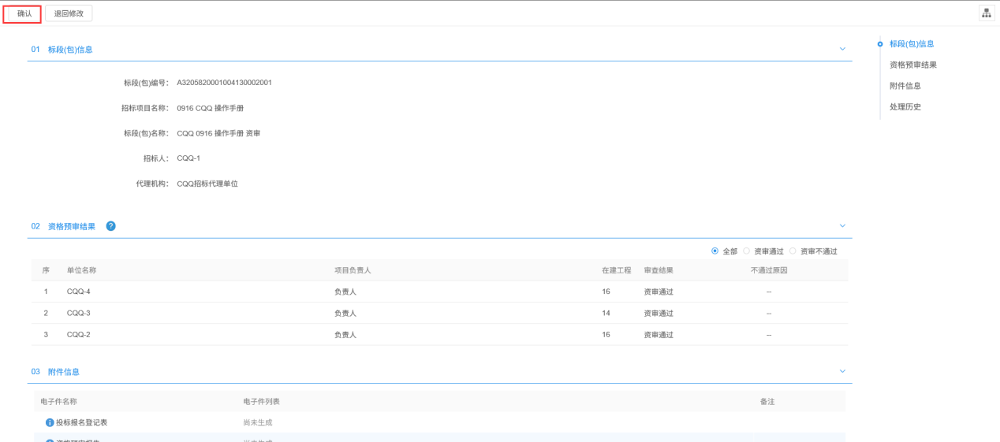 确认 退回修改
01 标段(包)信息
标段(包)编号： A3205820001004130002001
招标项目名称： 0916 CQQ 操作手册
标段(包)名称： CQQ 0916 操作手册 资审
招标人： CQQ-1
代理机构： CQQ招标代理单位
02 资格预审结果 ?
全部 资审通过 资审不通过
序 单位名称 项目负责人 在建工程 审查结果 不通过原因
1 CQQ-4 负责人 16 资审通过 --
2 CQQ-3 负责人 14 资审通过 --
3 CQQ-2 负责人 16 资审通过 --
03 附件信息
电子件名称 电子件列表 备注
投标报名登记表 尚未生成
标段(包)信息
资格预审结果
附件信息
处理历史